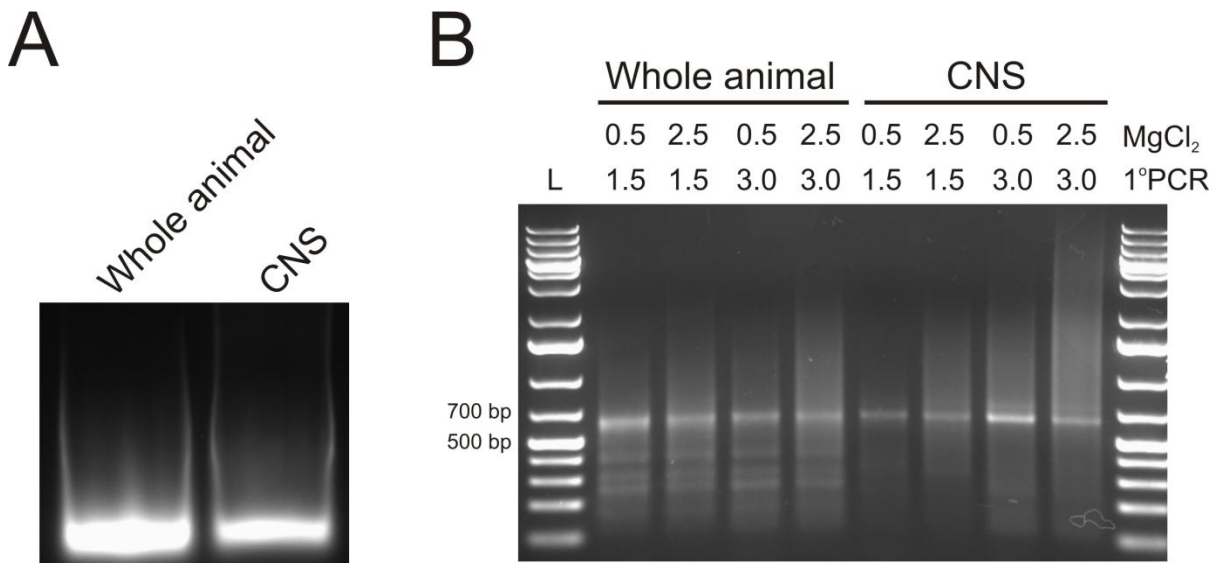 A
Whole animal
CNS
B
Whole animal CNS
0.5 2.5 0.5 2.5 0.5 2.5 0.5 2.5 MgCl₂
L 1.5 1.5 3.0 3.0 1.5 1.5 3.0 3.0 1°PCR
700 bp
500 bp